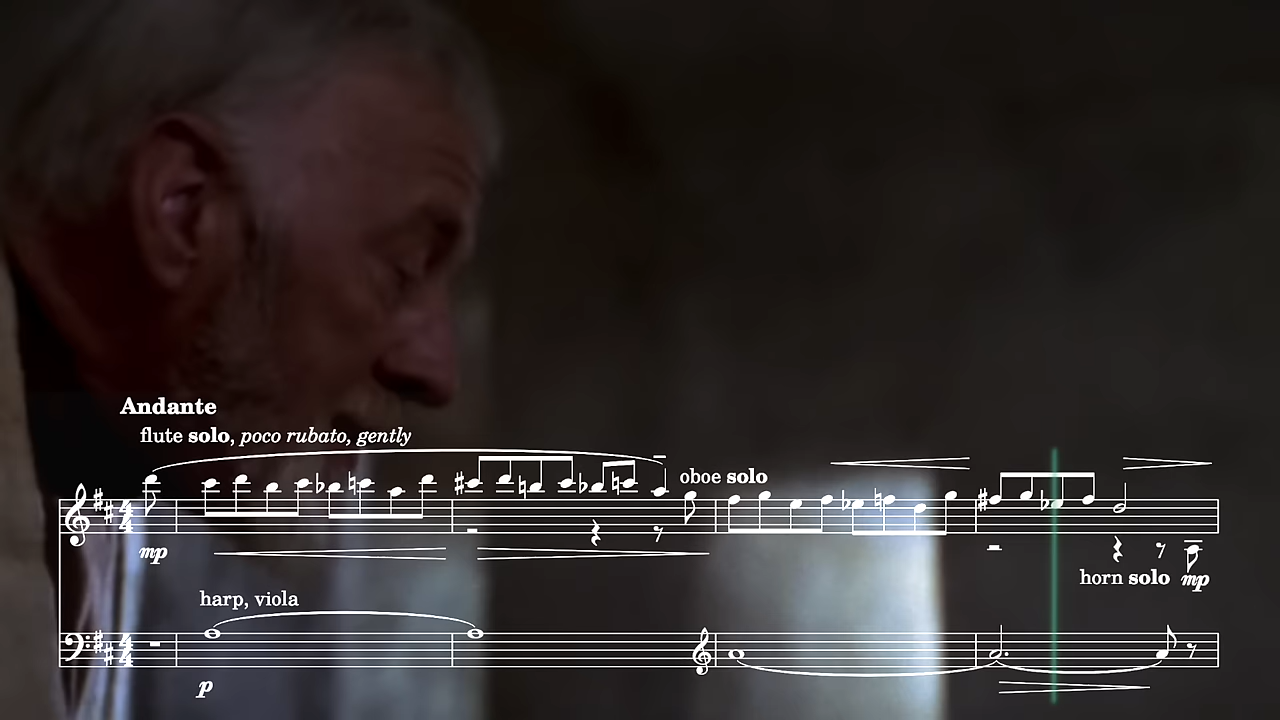 Andante
flute solo, poco rubato, gently
oboe solo
mp
horn solo mp
harp, viola
p